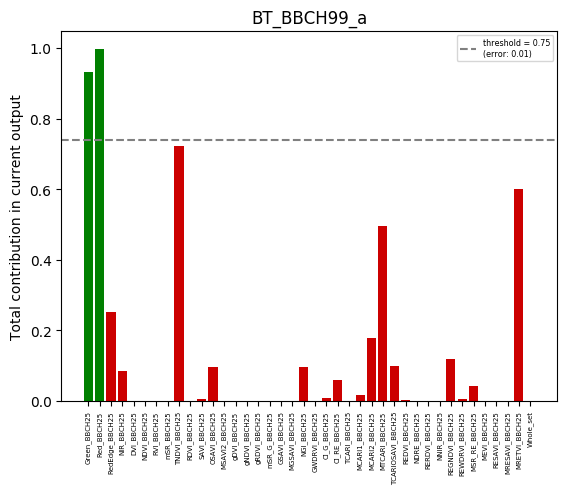 BT_BBCH99_a
threshold = 0.75
(error: 0.01)
Total contribution in current output
1.0
0.8
0.6
0.4
0.2
0.0
Green_BBCH25
Red_BBCH25
RedEdge_BBCH25
NIR_BBCH25
DVI_BBCH25
NDVI_BBCH25
RVI_BBCH25
mSR_BBCH25
TNDVI_BBCH25
RDVI_BBCH25
SAVI_BBCH25
OSAVI_BBCH25
MSAVI2_BBCH25
gDVI_BBCH25
gNDVI_BBCH25
gRDVI_BBCH25
mSR_G_BBCH25
GSAVI_BBCH25
MGSAVI_BBCH25
NGI_BBCH25
GWDRVI_BBCH25
CI_G_BBCH25
CI_RE_BBCH25
TCARI_BBCH25
MCARI1_BBCH25
MCARI2_BBCH25
MTCARI_BBCH25
TCARIOSAVI_BBCH25
REDVI_BBCH25
NDRE_BBCH25
RERDVI_BBCH25
NNIR_BBCH25
REGNDVI_BBCH25
REWDRVI_BBCH25
MSR_RE_BBCH25
MEVI_BBCH25
RESAVI_BBCH25
MRESAVI_BBCH25
MRETVI_BBCH25
Whole_set